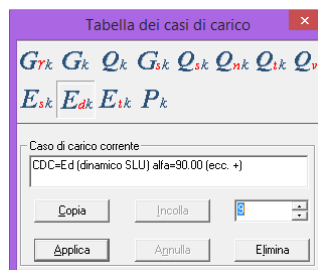 Tabella dei casi di carico
Grk Gk Qk Gsk Qsk Qnk Qtk Qv
Esk Edk Etk Pk
Caso di carico corrente
CDC=Ed (dinamico SLU) alfa=90.00 (ecc. +)
Copia Incolla 9
Applica Annulla Elimina